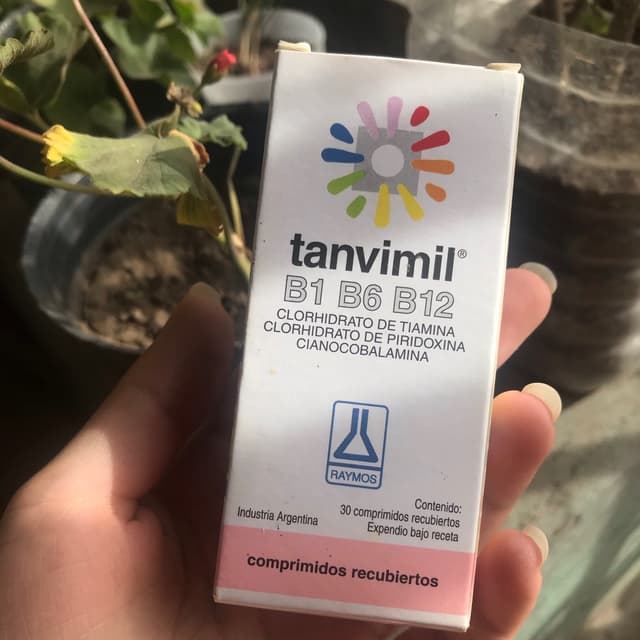 tanvimil®
B1 B6 B12
CLORHIDRATO DE TIAMINA
CLORHIDRATO DE PIRIDOXINA
CIANOCOBALAMINA
RAYMOS
Industria Argentina
Contenido:
30 comprimidos recubiertos
Expendio bajo receta
comprimidos recubiertos